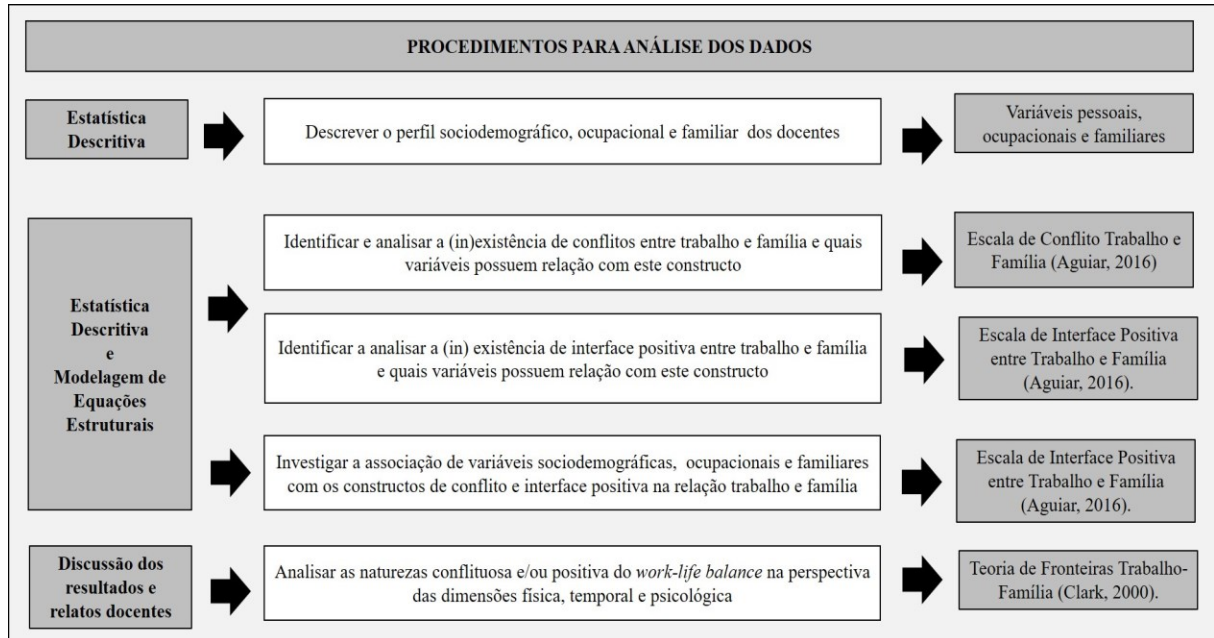 PROCEDIMENTOS PARA ANÁLISE DOS DADOS
Estatística
Descritiva
Descrever o perfil sociodemográfico, ocupacional e familiar dos docentes
Variáveis pessoais,
ocupacionais e familiares
Estatística
Descritiva
e
Modelagem de
Equações
Estruturais
Identificar e analisar a (in)existência de conflitos entre trabalho e família e quais
variáveis possuem relação com este constructo
Escala de Conflito Trabalho e
Família (Aguiar, 2016)
Identificar a analisar a (in) existência de interface positiva entre trabalho e família
e quais variáveis possuem relação com este constructo
Escala de Interface Positiva
entre Trabalho e Família
(Aguiar, 2016).
Investigar a associação de variáveis sociodemográficas, ocupacionais e familiares
com os constructos de conflito e interface positiva na relação trabalho e família
Escala de Interface Positiva
entre Trabalho e Família
(Aguiar, 2016).
Discussão dos
resultados e
relatos docentes
Analisar as naturezas conflituosa e/ou positiva do work-life balance na perspectiva
das dimensões física, temporal e psicológica
Teoria de Fronteiras Trabalho-
Família (Clark, 2000).